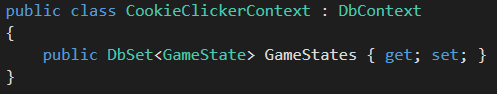 public class CookieClickerContext : DbContext
{
    public DbSet<GameState> GameStates { get; set; }
}